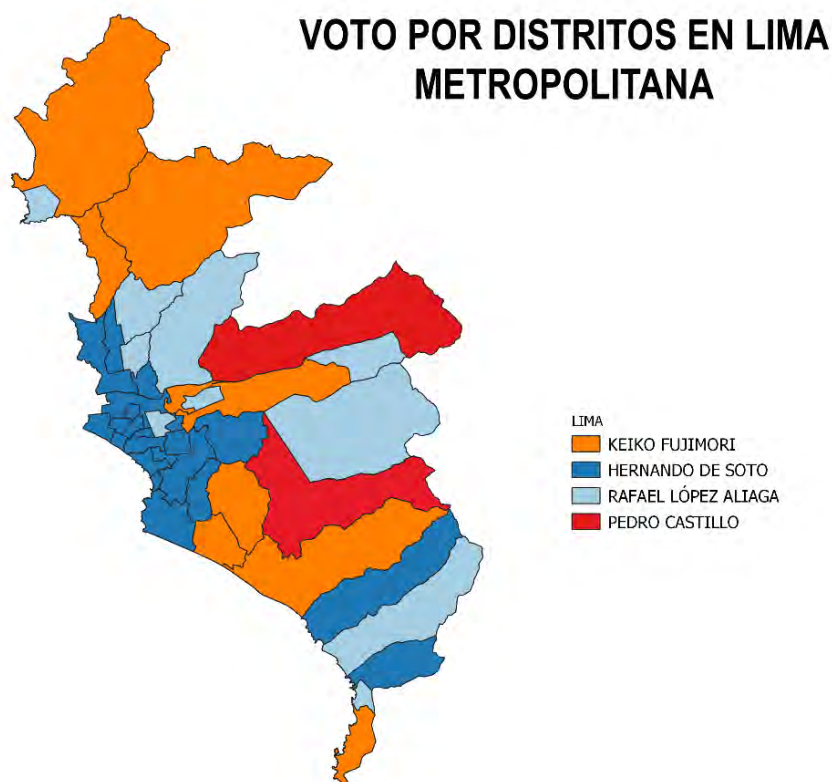 VOTO POR DISTRITOS EN LIMA
METROPOLITANA
LIMA
KEIKO FUJIMORI
HERNANDO DE SOTO
RAFAEL LÓPEZ ALIAGA
PEDRO CASTILLO